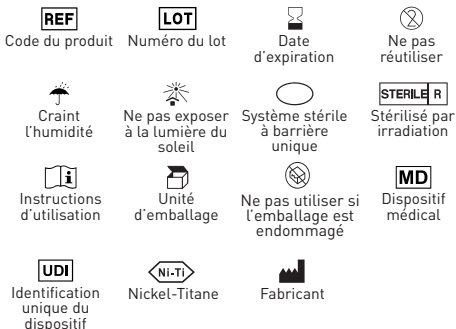 REF
Code du produit
LOT
Numéro du lot
Date
d'expiration
2
Ne pas
réutiliser
Craint
l'humidité
Ne pas exposer
à la lumière du
soleil
Système stérile
à barrière
unique
STERILE R
Stérilisé par
irradiation
i
Instructions
d'utilisation
Unité
d'emballage
Ne pas utiliser si
l'emballage est
endommagé
MD
Dispositif
médical
UDI
Identification
unique du
dispositif
Ni-Ti
Nickel-Titane
Fabricant